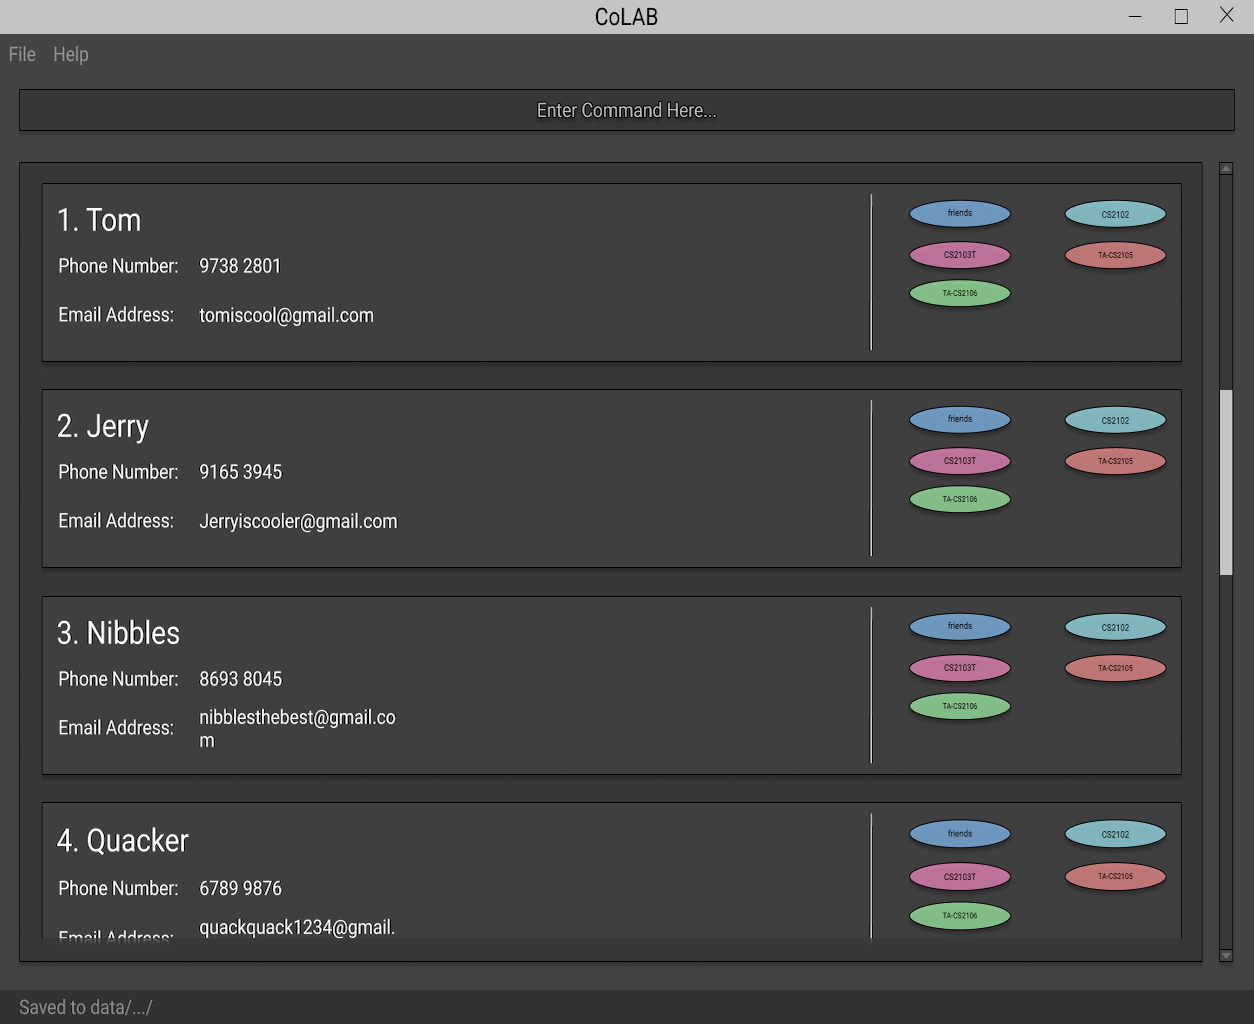 CoLAB
File Help
Enter Command Here...
1. Tom
Phone Number: 9738 2801
Email Address: tomiscool@gmail.com
friends CS2102
CS2103T TA-CS2105
TA-CS2106
2. Jerry
Phone Number: 9165 3945
Email Address: Jerryiscooler@gmail.com
friends CS2102
CS2103T TA-CS2105
TA-CS2106
3. Nibbles
Phone Number: 8693 8045
Email Address: nibblesthebest@gmail.co
m
friends CS2102
CS2103T TA-CS2105
TA-CS2106
4. Quacker
Phone Number: 6789 9876
Email Address: quackquack1234@gmail.
friends CS2102
CS2103T TA-CS2105
TA-CS2106
Saved to data/.../